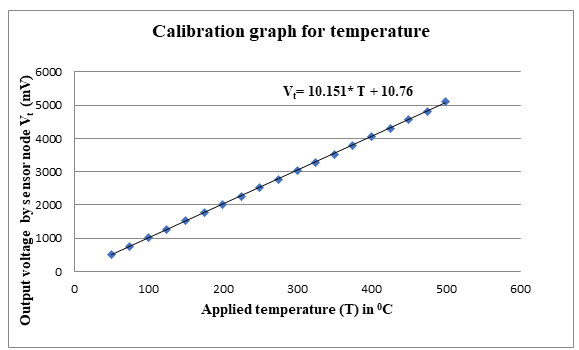 Calibration graph for temperature
Output voltage by sensor node Vt (mV)
6000
5000
4000
3000
2000
1000
0
Vt= 10.151* T + 10.76
0 100 200 300 400 500 600
Applied temperature (T) in ⁰C